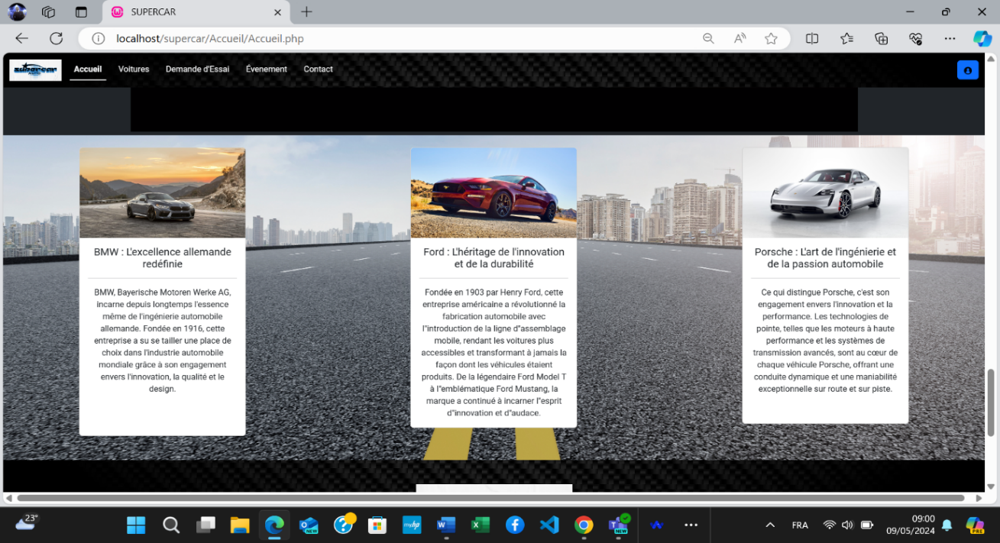 SUPERCAR
localhost/supercar/Accueil/Accueil.php
supercar
Accueil
Voitures
Demande d'Essai
Évenement
Contact
BMW : L'excellence allemande
redéfinie
BMW, Bayerische Motoren Werke AG,
incarne depuis longtemps l'essence
même de l'ingénierie automobile
allemande. Fondée en 1916, cette
entreprise a su se tailler une place de
choix dans l'industrie automobile
mondiale grâce à son engagement
envers l'innovation, la qualité et le
design.
Ford : L'héritage de l'innovation
et de la durabilité
Fondée en 1903 par Henry Ford, cette
entreprise américaine a révolutionné la
fabrication automobile avec
l''introduction de la ligne d''assemblage
mobile, rendant les voitures plus
accessibles et transformant à jamais la
façon dont les véhicules étaient
produits. De la légendaire Ford Model T
à l''emblématique Ford Mustang, la
marque a continué à incarner l''esprit
d''innovation et d''audace.
Porsche : L'art de l'ingénierie et
de la passion automobile
Ce qui distingue Porsche, c'est son
engagement envers l'innovation et la
performance. Les technologies de
pointe, telles que les moteurs à haute
performance et les systèmes de
transmission avancés, sont au cœur de
chaque véhicule Porsche, offrant une
conduite dynamique et une maniabilité
exceptionnelle sur route et sur piste.
23°
NEW
myhp
NEW
FRA
09:00
09/05/2024
PRE